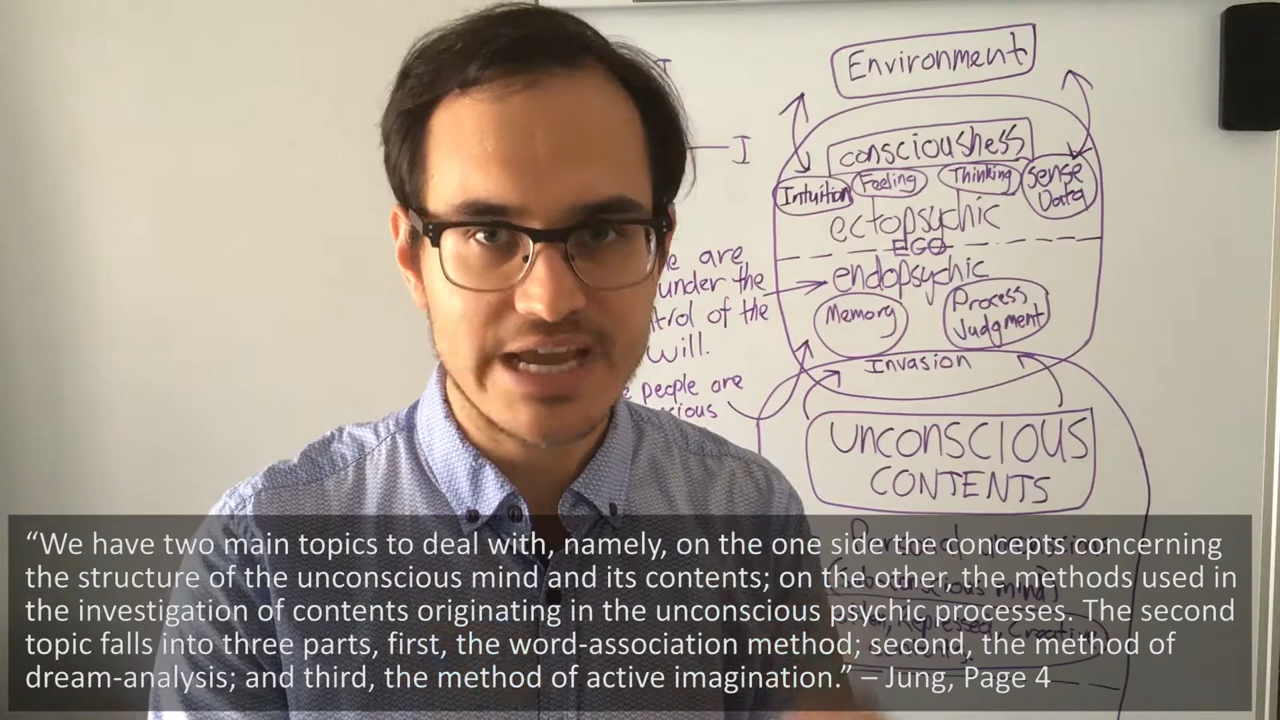 Environment
I
consciousness
Intuition
Feeling
Thinking
Sense
Data
ectopsychic
EGO
are
under the
of the
will.
endopsychic
Memory
Process
Judgment
people are
Invasion
UNCONSCIOUS
CONTENTS
“We have two main topics to deal with, namely, on the one side the concepts concerning
the structure of the unconscious mind and its contents; on the other, the methods used in
the investigation of contents originating in the unconscious psychic processes. The second
topic falls into three parts, first, the word-association method; second, the method of
dream-analysis; and third, the method of active imagination.” – Jung, Page 4